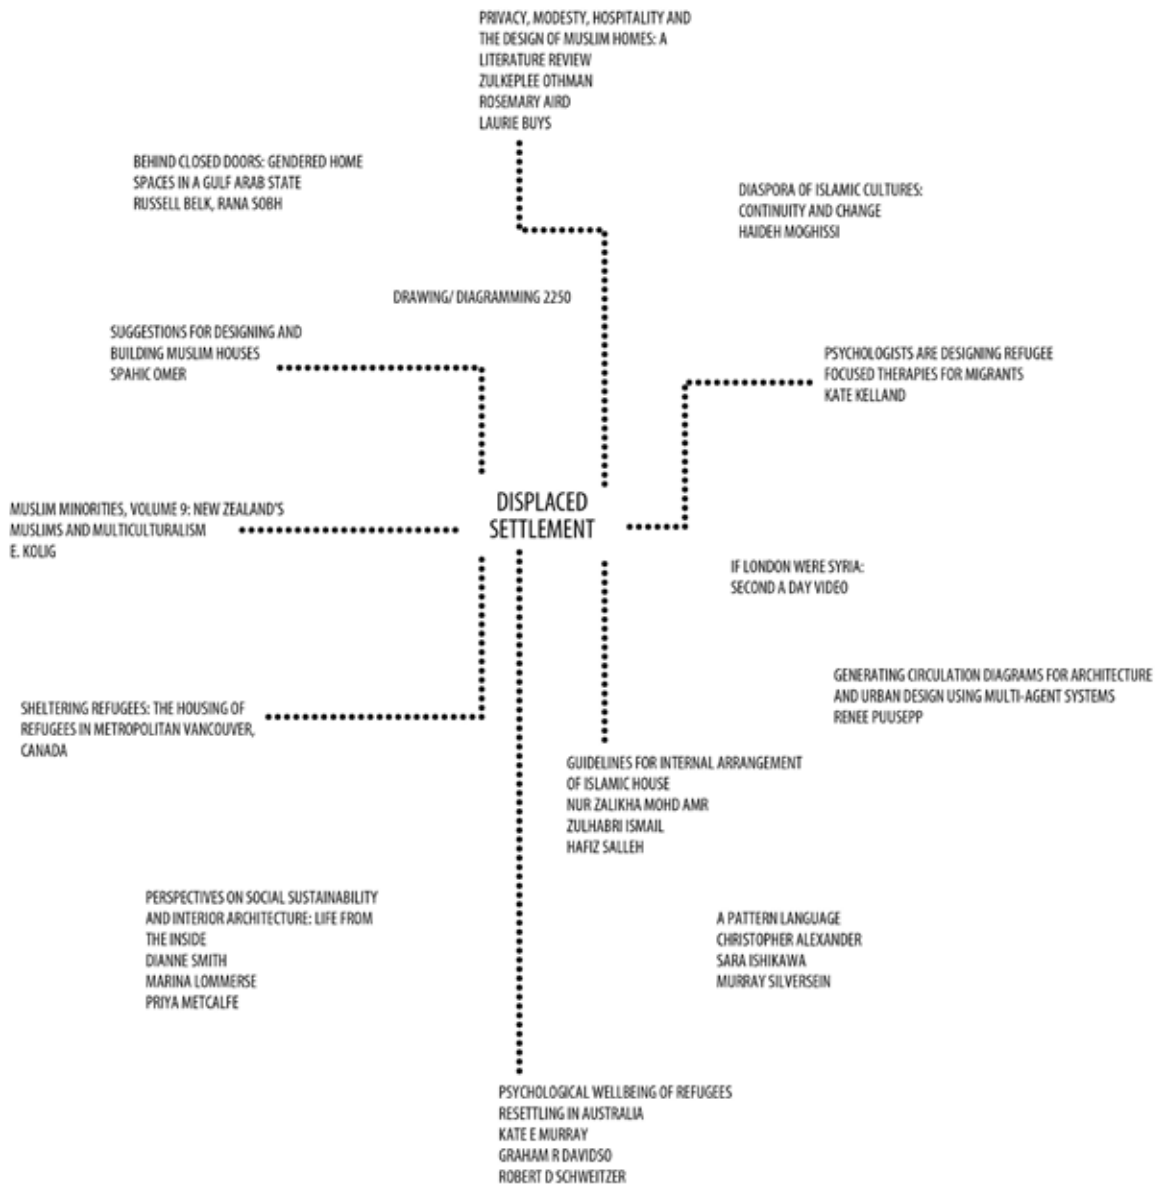 PRIVACY, MODESTY, HOSPITALITY AND
THE DESIGN OF MUSLIM HOMES: A
LITERATURE REVIEW
ZULKEPLEE OTHMAN
ROSEMARY AIRD
LAURIE BUYS
BEHIND CLOSED DOORS: GENDERED HOME
SPACES IN A GULF ARAB STATE
RUSSELL BELK, RANA SOBH
DIASPORA OF ISLAMIC CULTURES:
CONTINUITY AND CHANGE
HAIDEH MOGHISSI
DRAWING/ DIAGRAMMING 2250
SUGGESTIONS FOR DESIGNING AND
BUILDING MUSLIM HOUSES
SPAHIC OMER
PSYCHOLOGISTS ARE DESIGNING REFUGEE
FOCUSED THERAPIES FOR MIGRANTS
KATE KELLAND
MUSLIM MINORITIES, VOLUME 9: NEW ZEALAND'S
MUSLIMS AND MULTICULTURALISM
E. KOLIG
DISPLACED
SETTLEMENT
IF LONDON WERE SYRIA:
SECOND A DAY VIDEO
GENERATING CIRCULATION DIAGRAMS FOR ARCHITECTURE
AND URBAN DESIGN USING MULTI-AGENT SYSTEMS
RENEE PUUSEPP
SHELTERING REFUGEES: THE HOUSING OF
REFUGEES IN METROPOLITAN VANCOUVER,
CANADA
GUIDELINES FOR INTERNAL ARRANGEMENT
OF ISLAMIC HOUSE
NUR ZALIKHA MOHD AMR
ZULHABRI ISMAIL
HAFIZ SALLEH
PERSPECTIVES ON SOCIAL SUSTAINABILITY
AND INTERIOR ARCHITECTURE: LIFE FROM
THE INSIDE
DIANNE SMITH
MARINA LOMMERSE
PRIYA METCALFE
A PATTERN LANGUAGE
CHRISTOPHER ALEXANDER
SARA ISHIKAWA
MURRAY SILVERSEIN
PSYCHOLOGICAL WELLBEING OF REFUGEES
RESETTLING IN AUSTRALIA
KATE E MURRAY
GRAHAM R DAVIDSO
ROBERT D SCHWEITZER